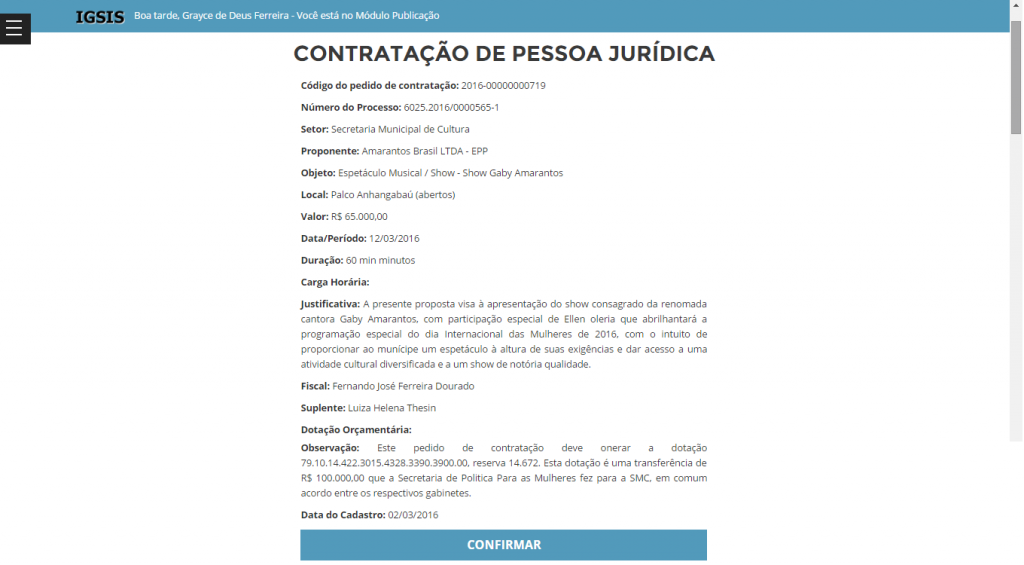 IGSIS Boa tarde, Grayce de Deus Ferreira - Você está no Módulo Publicação
CONTRATAÇÃO DE PESSOA JURÍDICA
Código do pedido de contratação: 2016-00000000719
Número do Processo: 6025.2016/0000565-1
Setor: Secretaria Municipal de Cultura
Proponente: Amarantos Brasil LTDA - EPP
Objeto: Espetáculo Musical / Show - Show Gaby Amarantos
Local: Palco Anhangabaú (abertos)
Valor: R$ 65.000,00
Data/Período: 12/03/2016
Duração: 60 min minutos
Carga Horária:
Justificativa: A presente proposta visa à apresentação do show consagrado da renomada
cantora Gaby Amarantos, com participação especial de Ellen oleria que abrilhantará a
programação especial do dia Internacional das Mulheres de 2016, com o intuito de
proporcionar ao munícipe um espetáculo à altura de suas exigências e dar acesso a uma
atividade cultural diversificada e a um show de notória qualidade.
Fiscal: Fernando José Ferreira Dourado
Suplente: Luiza Helena Thesin
Dotação Orçamentária:
Observação: Este pedido de contratação deve onerar a dotação
79.10.14.422.3015.4328.3390.3900.00, reserva 14.672. Esta dotação é uma transferência de
R$ 100.000,00 que a Secretaria de Politica Para as Mulheres fez para a SMC, em comum
acordo entre os respectivos gabinetes.
Data do Cadastro: 02/03/2016
CONFIRMAR